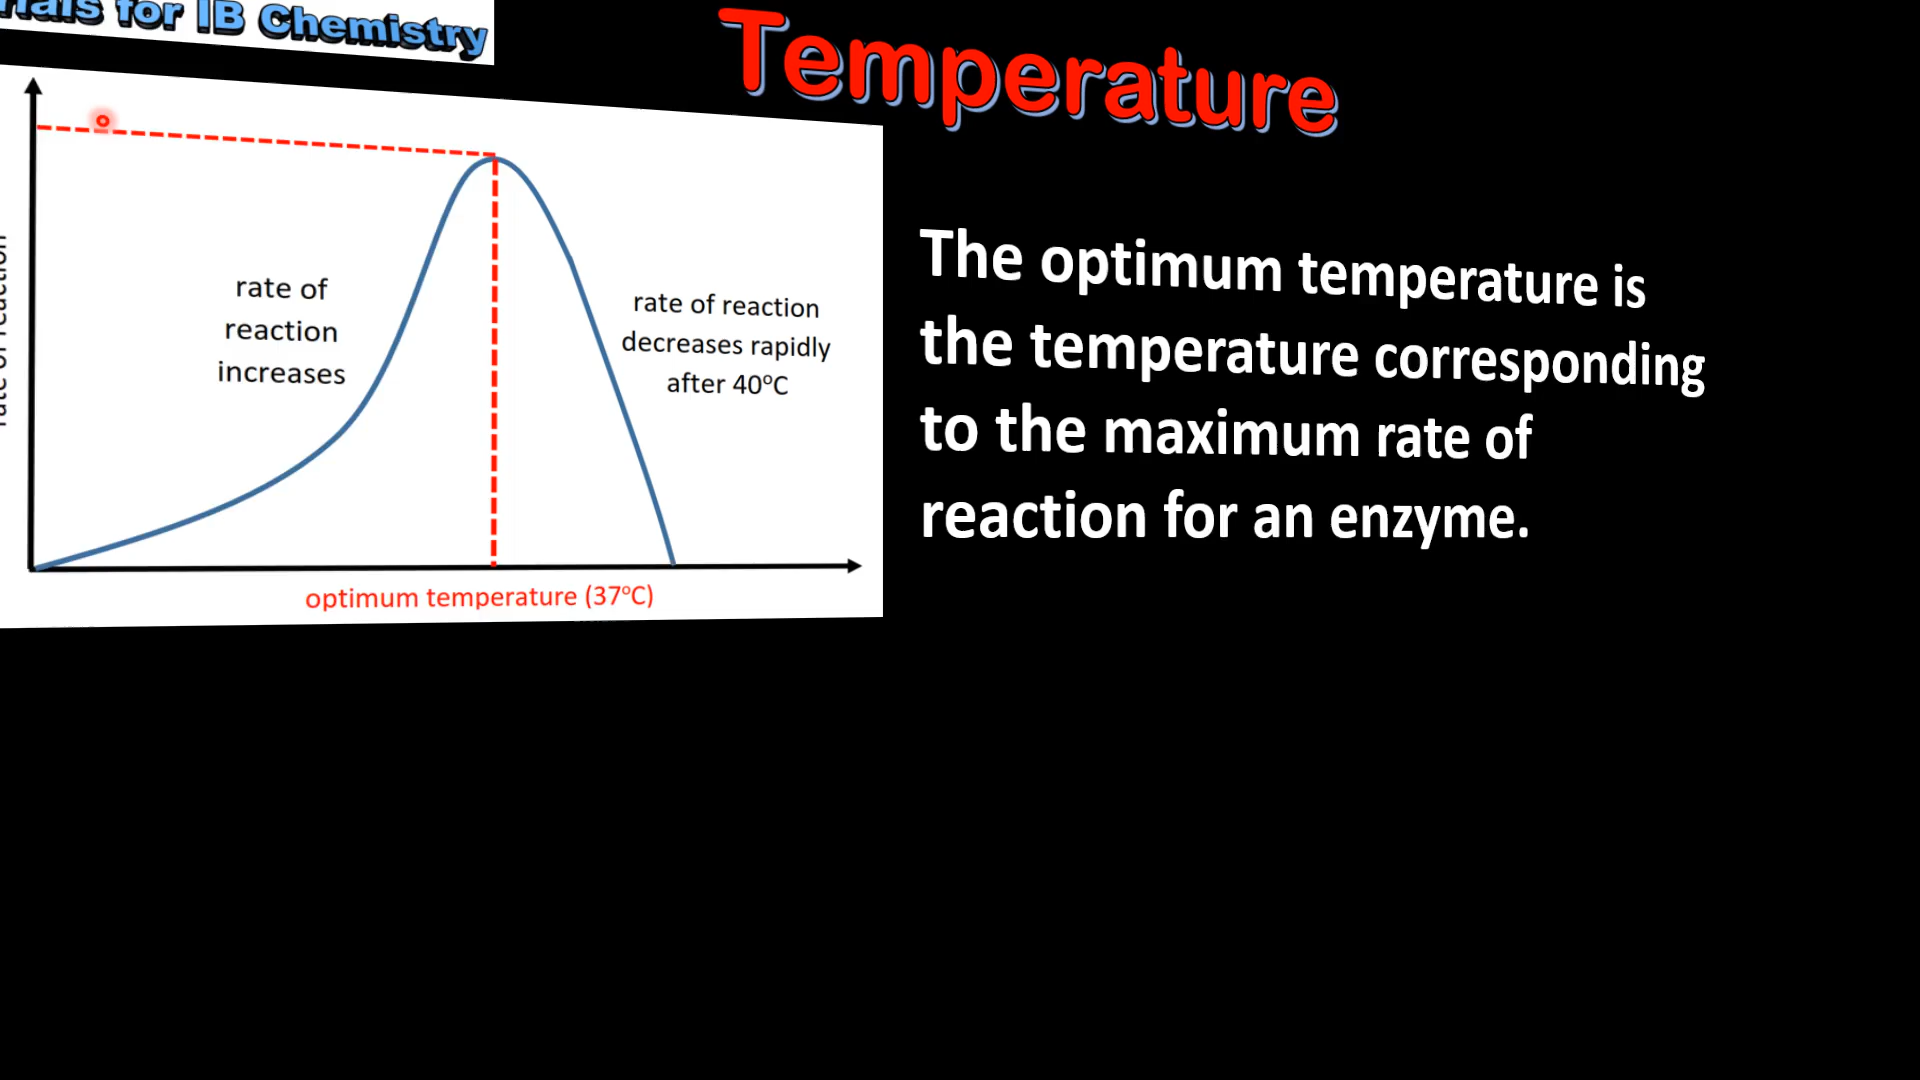 for IB Chemistry
Temperature
rate of
reaction
increases
rate of reaction
decreases rapidly
after 40°C
optimum temperature (37°C)
The optimum temperature is
the temperature corresponding
to the maximum rate of
reaction for an enzyme.